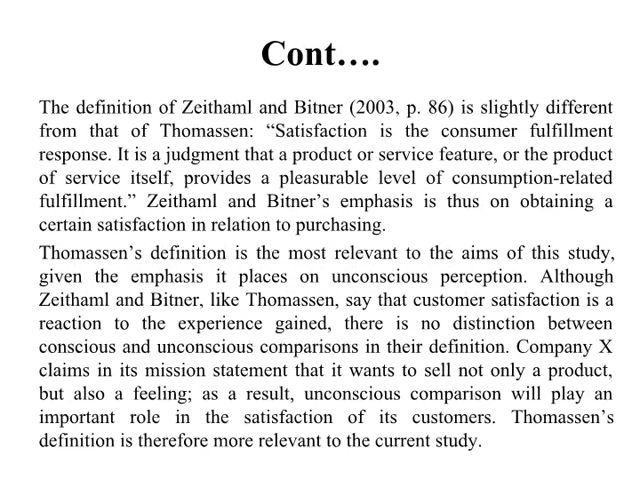 Cont….
The definition of Zeithaml and Bitner (2003, p. 86) is slightly different
from that of Thomassen: “Satisfaction is the consumer fulfillment
response. It is a judgment that a product or service feature, or the product
of service itself, provides a pleasurable level of consumption-related
fulfillment.” Zeithaml and Bitner’s emphasis is thus on obtaining a
certain satisfaction in relation to purchasing.
Thomassen’s definition is the most relevant to the aims of this study,
given the emphasis it places on unconscious perception. Although
Zeithaml and Bitner, like Thomassen, say that customer satisfaction is a
reaction to the experience gained, there is no distinction between
conscious and unconscious comparisons in their definition. Company X
claims in its mission statement that it wants to sell not only a product,
but also a feeling; as a result, unconscious comparison will play an
important role in the satisfaction of its customers. Thomassen’s
definition is therefore more relevant to the current study.